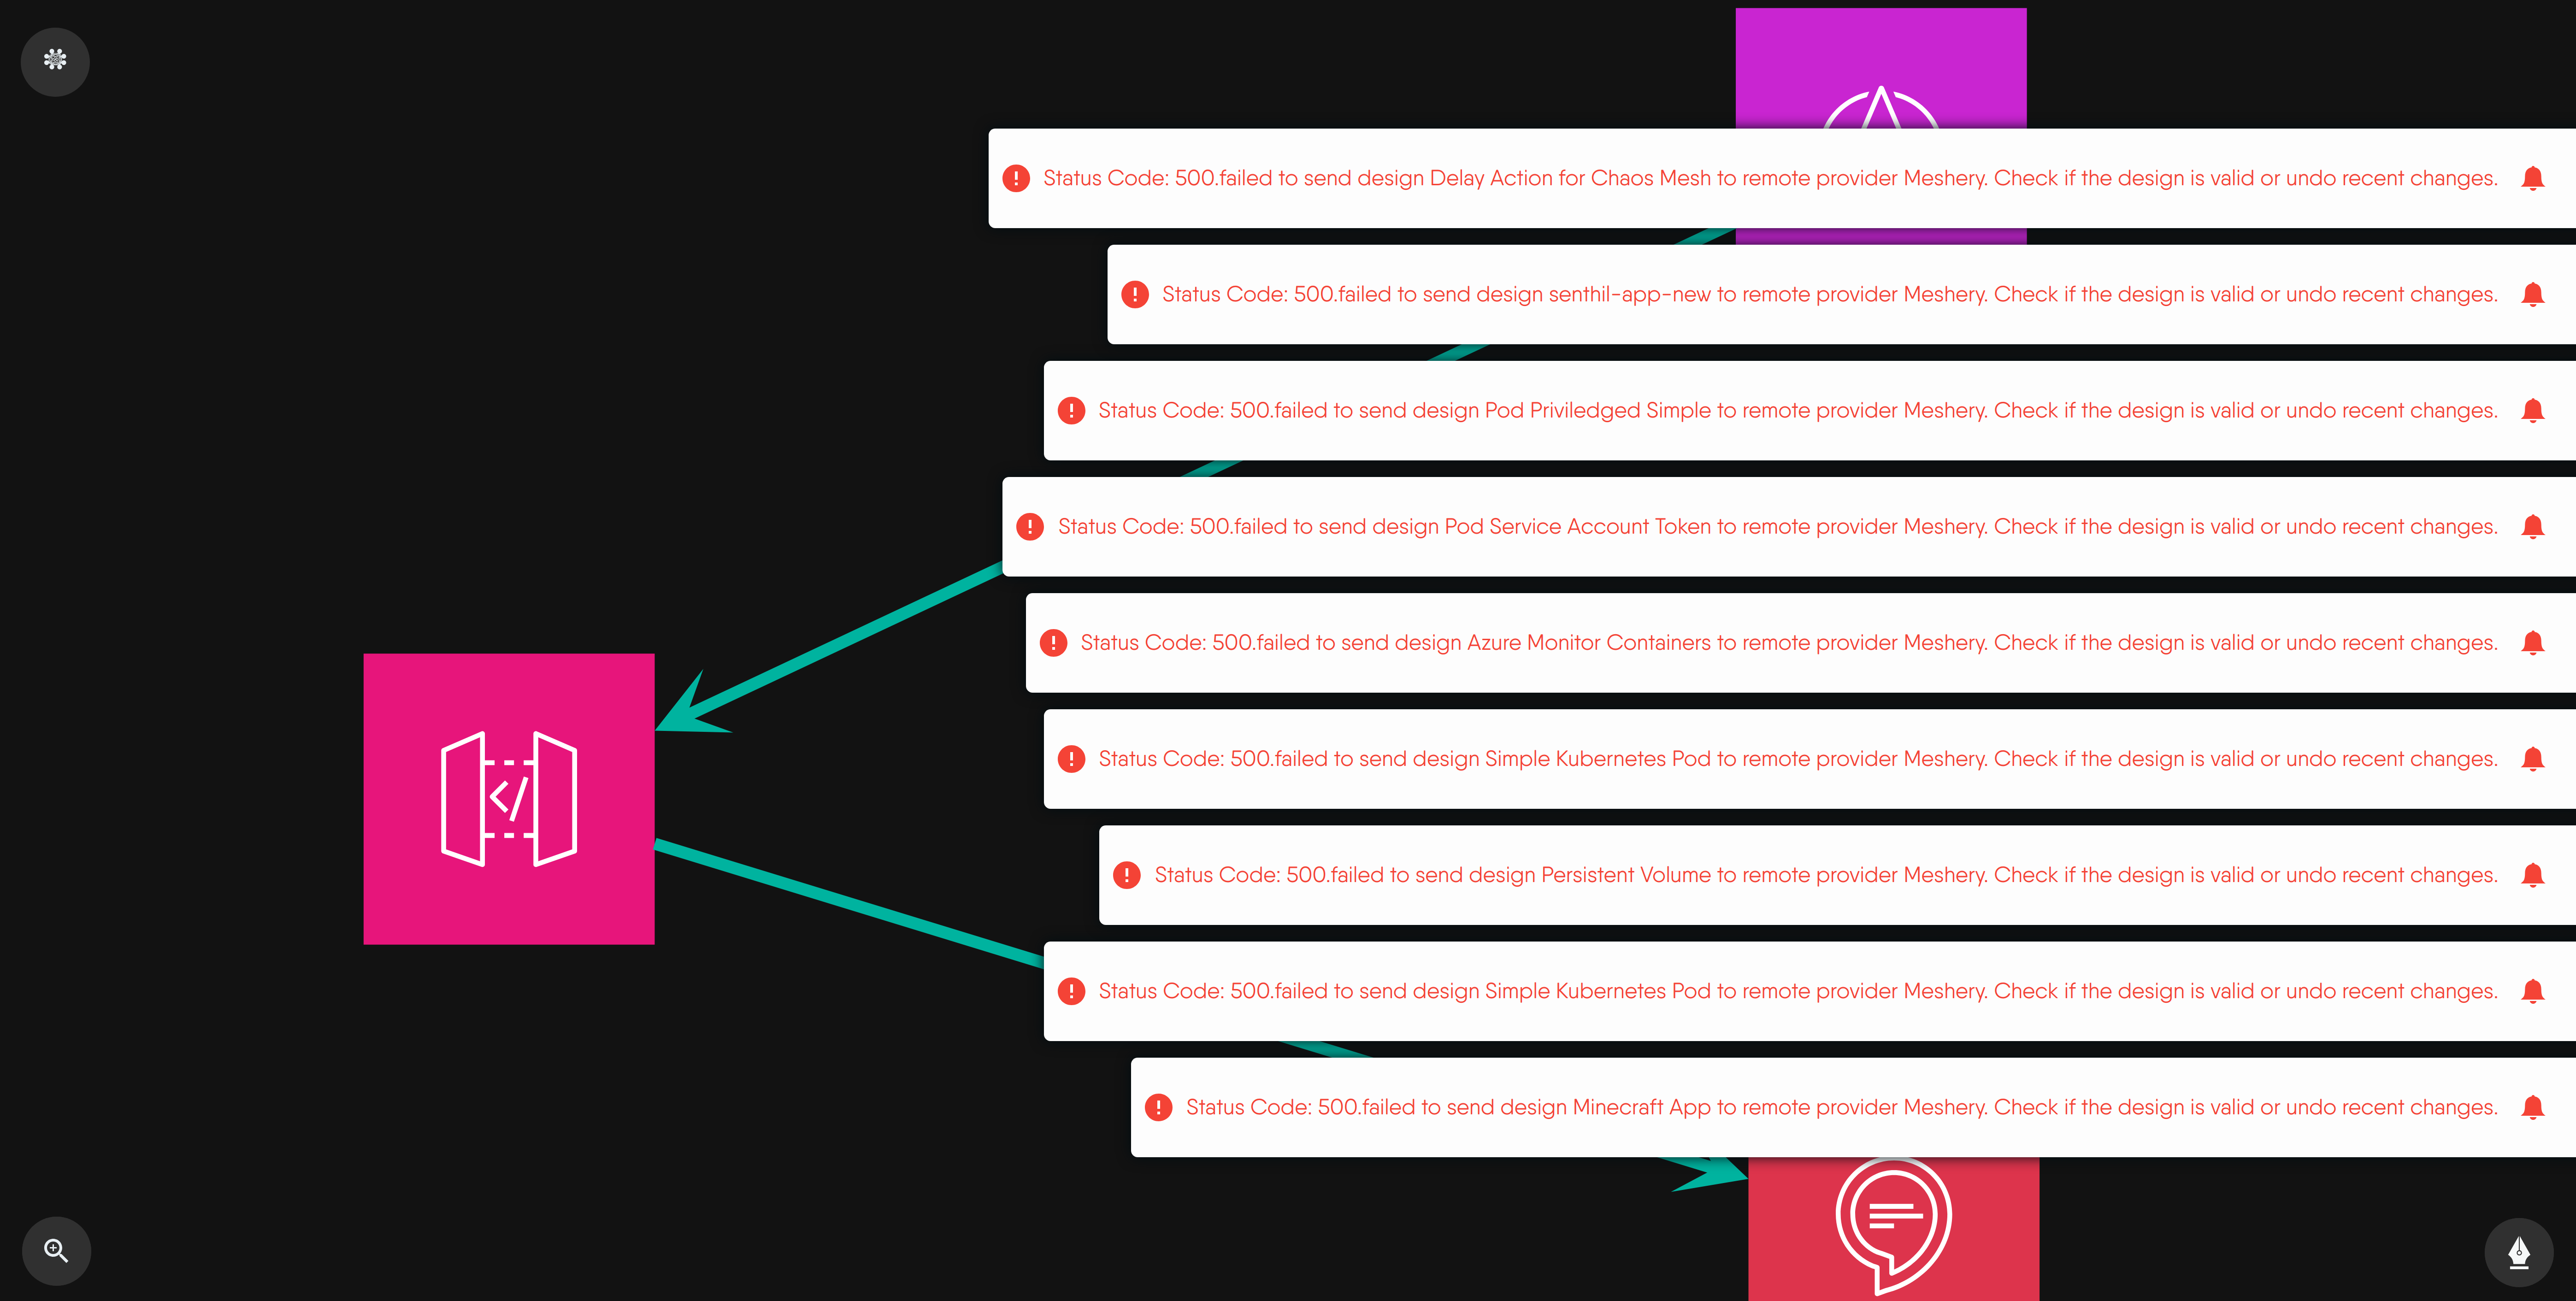 Status Code: 500.failed to send design Delay Action for Chaos Mesh to remote provider Meshery. Check if the design is valid or undo recent changes.
Status Code: 500.failed to send design senthil-app-new to remote provider Meshery. Check if the design is valid or undo recent changes.
Status Code: 500.failed to send design Pod Priviledged Simple to remote provider Meshery. Check if the design is valid or undo recent changes.
Status Code: 500.failed to send design Pod Service Account Token to remote provider Meshery. Check if the design is valid or undo recent changes.
Status Code: 500.failed to send design Azure Monitor Containers to remote provider Meshery. Check if the design is valid or undo recent changes.
Status Code: 500.failed to send design Simple Kubernetes Pod to remote provider Meshery. Check if the design is valid or undo recent changes.
Status Code: 500.failed to send design Persistent Volume to remote provider Meshery. Check if the design is valid or undo recent changes.
Status Code: 500.failed to send design Simple Kubernetes Pod to remote provider Meshery. Check if the design is valid or undo recent changes.
Status Code: 500.failed to send design Minecraft App to remote provider Meshery. Check if the design is valid or undo recent changes.